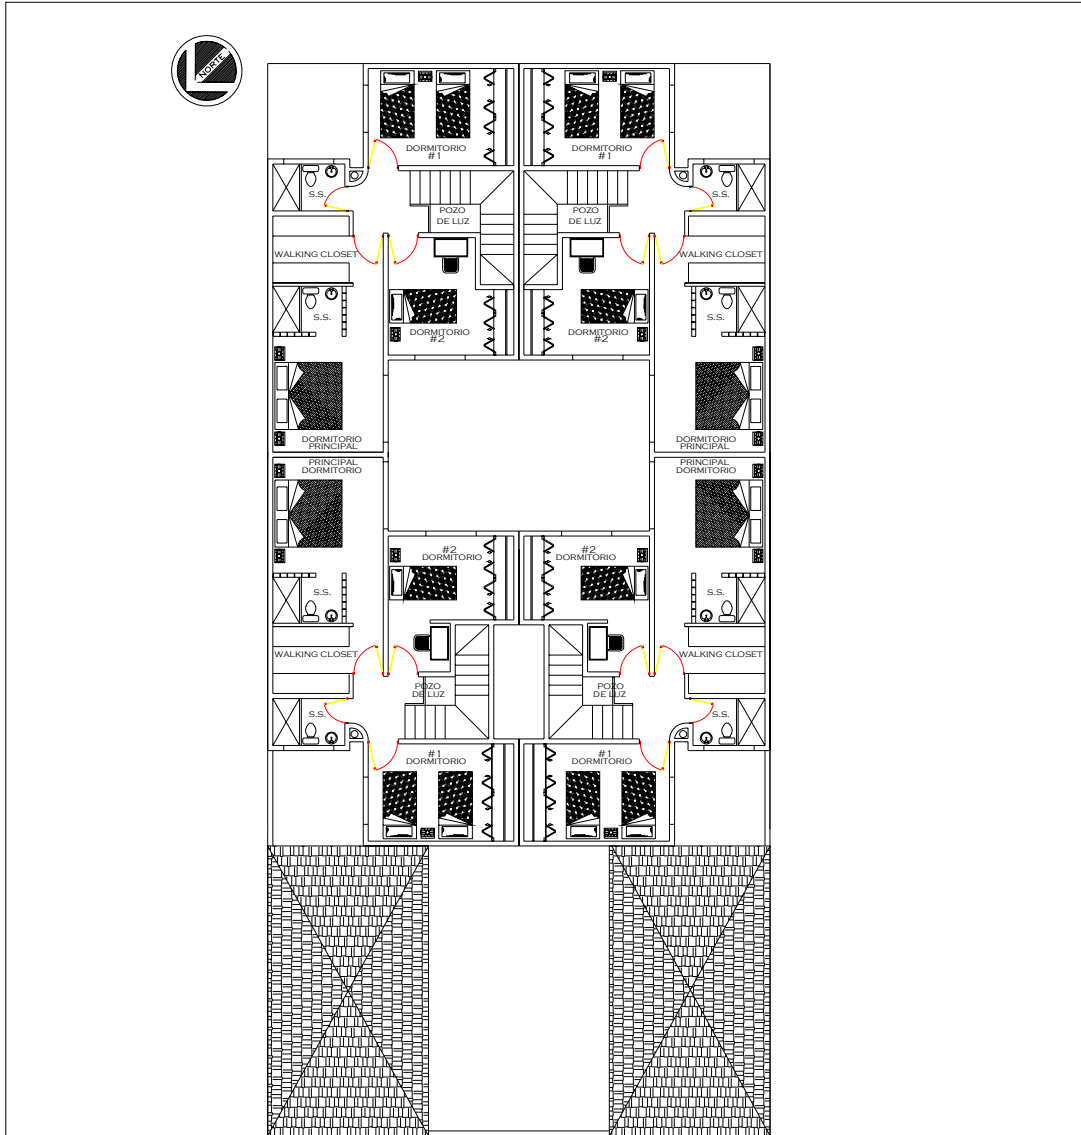 NORTE
DORMITORIO
#1
DORMITORIO
#1
S.S.
S.S.
POZO
DE LUZ
POZO
DE LUZ
WALKING CLOSET
WALKING CLOSET
S.S.
S.S.
DORMITORIO
#2
DORMITORIO
#2
DORMITORIO
PRINCIPAL
DORMITORIO
PRINCIPAL
PRINCIPAL
DORMITORIO
PRINCIPAL
DORMITORIO
#2
DORMITORIO
#2
DORMITORIO
S.S.
S.S.
WALKING CLOSET
WALKING CLOSET
POZO
DE LUZ
POZO
DE LUZ
S.S.
S.S.
#1
DORMITORIO
#1
DORMITORIO